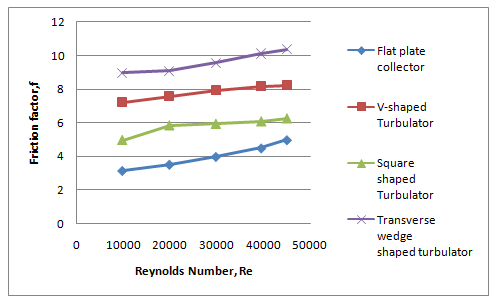 12
10
8
6
4
2
0
Friction factor,f
0 10000 20000 30000 40000 50000
Reynolds Number, Re
Flat plate
collector
V-shaped
Turbulator
Square
shaped
Turbulator
Transverse
wedge
shaped turbulator